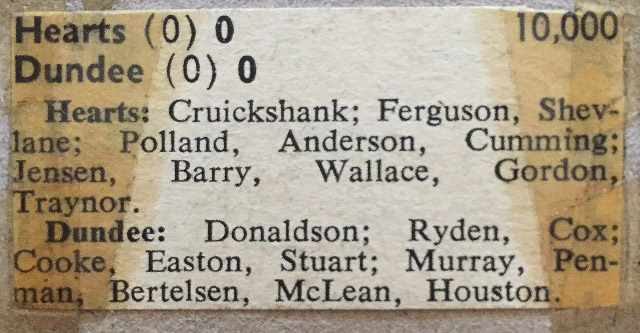 Hearts (0) 0 10,000
Dundee (0) 0
Hearts: Cruickshank; Ferguson, Shev-
lane; Polland, Anderson, Cumming;
Jensen, Barry, Wallace, Gordon,
Traynor.
Dundee: Donaldson; Ryden, Cox;
Cooke, Easton, Stuart; Murray, Pen-
man, Bertelsen, McLean, Houston.